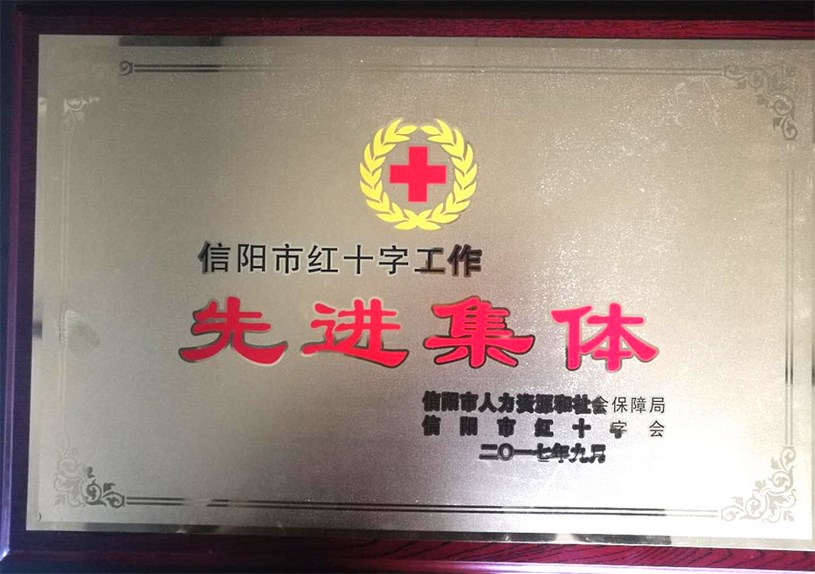 信阳市红十字工作
先进集体
信阳市人力资源和社会保障局
信阳市红十字会
二〇一七年九月